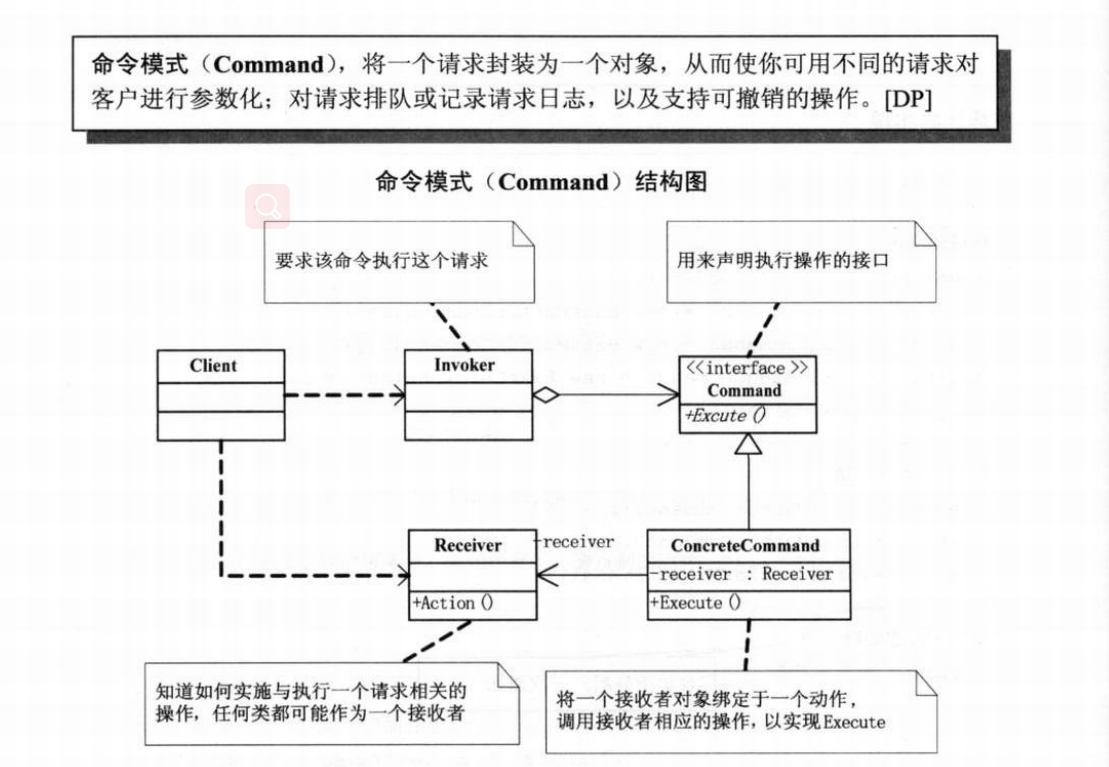 命令模式（Command），将一个请求封装为一个对象，从而使你可用不同的请求对
客户进行参数化；对请求排队或记录请求日志，以及支持可撤销的操作。[DP]
命令模式（Command）结构图
要求该命令执行这个请求
用来声明执行操作的接口
Client
Invoker
<<interface >>
Command
+Excute ()
Receiver
+Action ()
-receiver
ConcreteCommand
-receiver : Receiver
+Execute ()
知道如何实施与执行一个请求相关的
操作，任何类都可能作为一个接收者
将一个接收者对象绑定于一个动作，
调用接收者相应的操作，以实现Execute